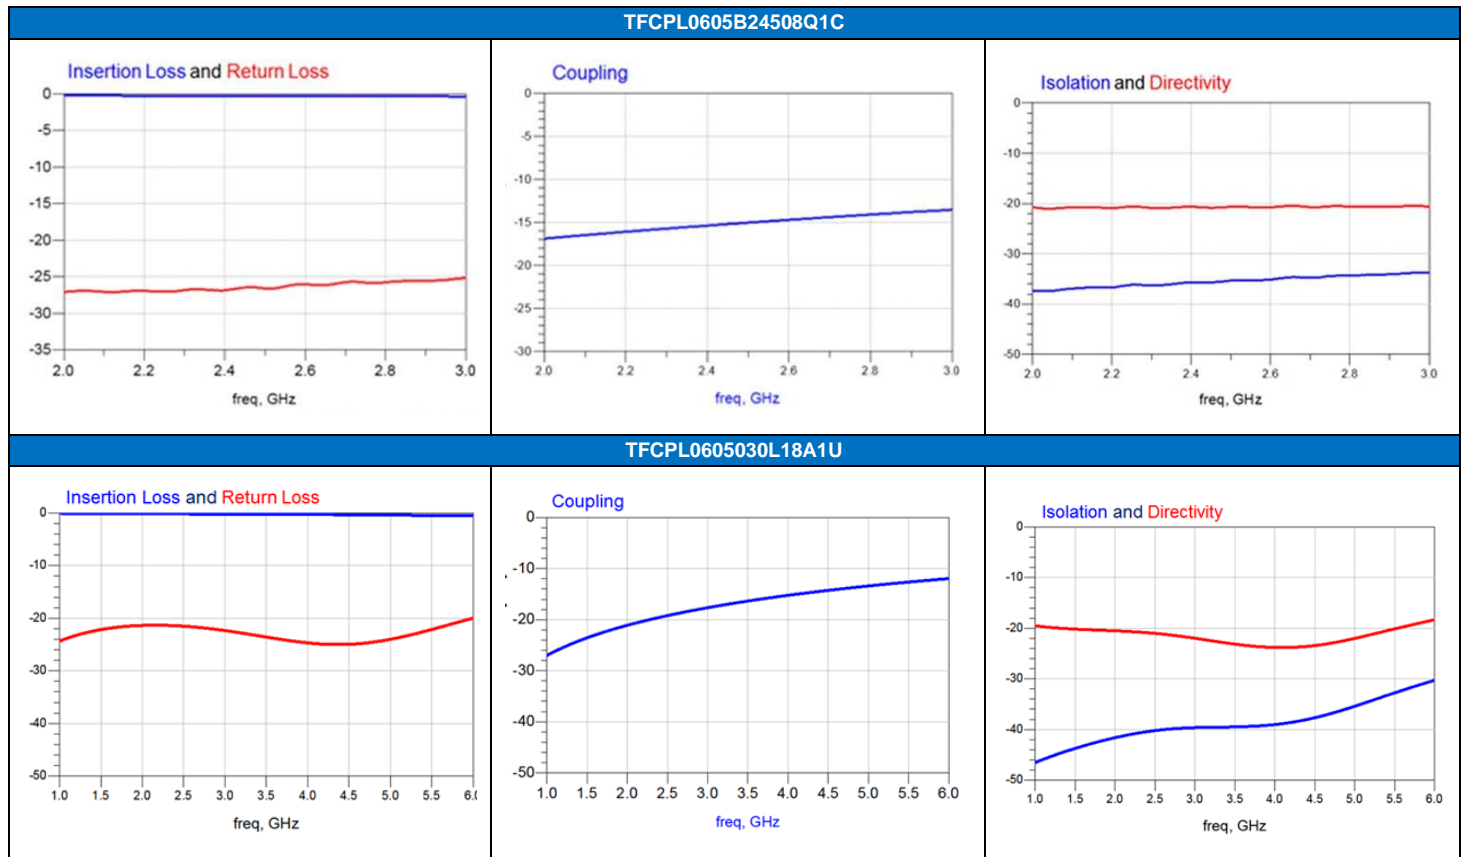 TFCPL0605B24508Q1C
Insertion Loss and Return Loss
0
-5
-10
-15
-20
-25
-30
-35
2.0 2.2 2.4 2.6 2.8 3.0
freq, GHz
Coupling
0
-5
-10
-15
-20
-25
-30
2.0 2.2 2.4 2.6 2.8 3.0
freq, GHz
Isolation and Directivity
0
-10
-20
-30
-40
-50
2.0 2.2 2.4 2.6 2.8 3.0
freq, GHz
TFCPL0605030L18A1U
Insertion Loss and Return Loss
0
-10
-20
-30
-40
-50
1.0 1.5 2.0 2.5 3.0 3.5 4.0 4.5 5.0 5.5 6.0
freq, GHz
Coupling
0
-10
-20
-30
-40
-50
1.0 1.5 2.0 2.5 3.0 3.5 4.0 4.5 5.0 5.5 6.0
freq, GHz
Isolation and Directivity
0
-10
-20
-30
-40
-50
1.0 1.5 2.0 2.5 3.0 3.5 4.0 4.5 5.0 5.5 6.0
freq, GHz